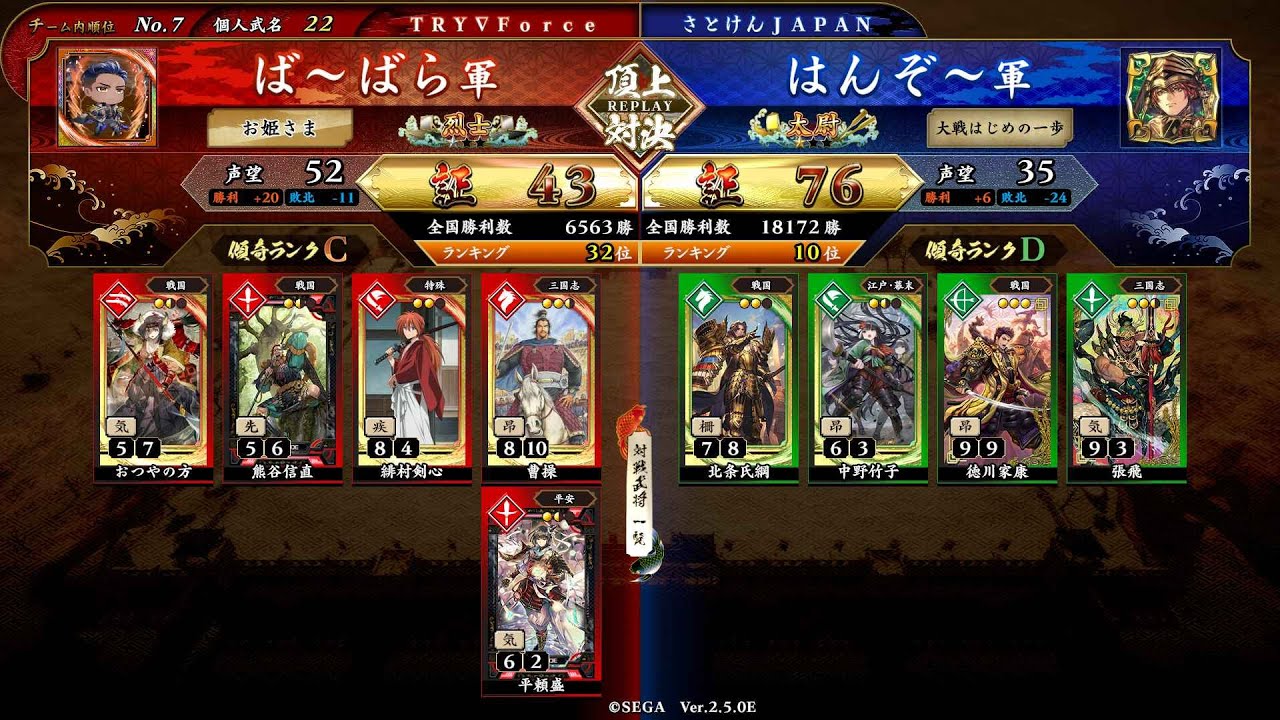 チーム内順位 No.7 個人武名 22 TRY∇Force さとけんJAPAN
ば～ばら軍 頂上 REPLAY 対決 はんぞ～軍
お姫さま 烈士 大尉 大戦はじめの一歩
声望 52 証 43 証 76 声望 35
勝利 +20 敗北 -11 勝利 +6 敗北 -24
全国勝利数 6563勝 全国勝利数 18172勝
傾奇ランクC ランキング 32位 ランキング 10位 傾奇ランクD
戦国 戦国 特殊 三国志 戦国 江戸・幕末 戦国 三国志
気 先 疾 昂 柵 昂 昂 気
5 7 5 6 8 4 8 10 7 8 6 3 9 9 9 3
おつやの方 熊谷信直 緋村剣心 曹操 北条氏綱 中野竹子 徳川家康 張飛
対戦武将一覧
平安
気
6 2
平頼盛
©SEGA Ver.2.5.0E